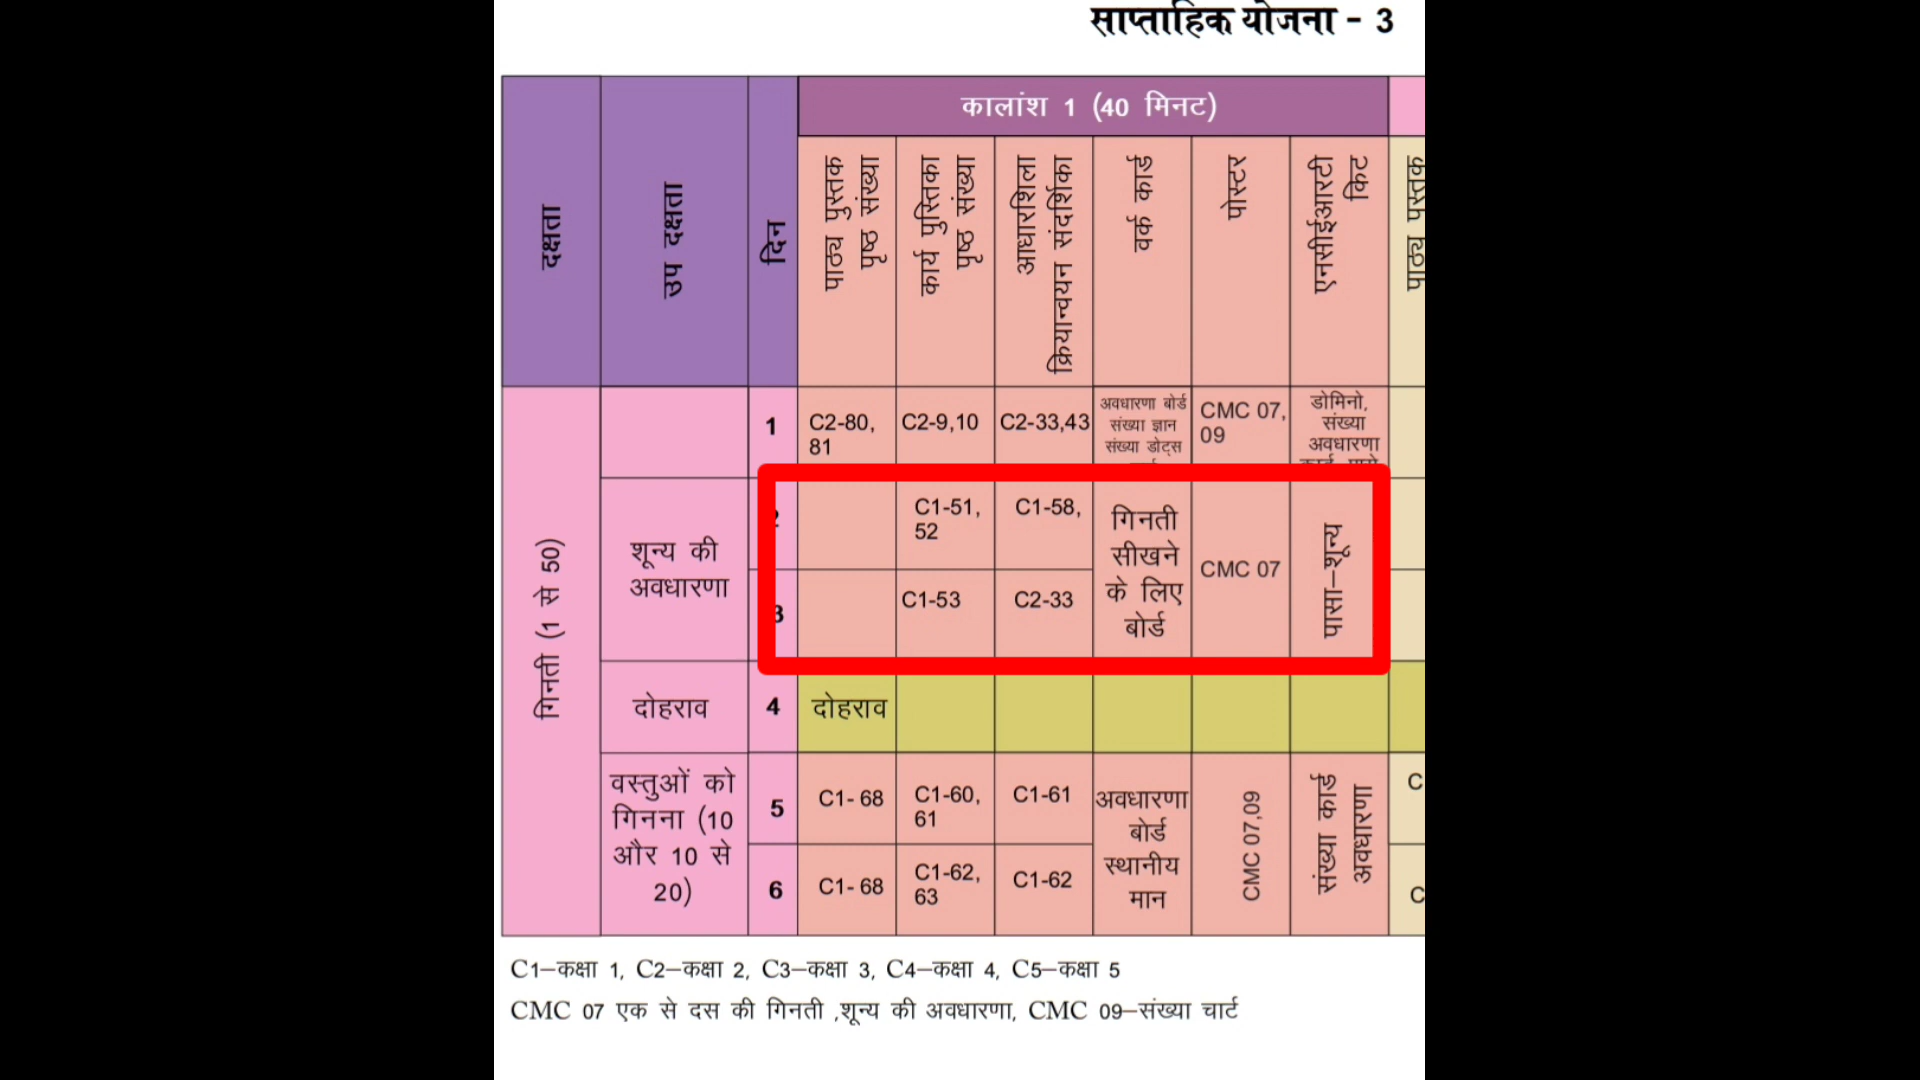 साप्ताहिक योजना - 3
कालांश 1 (40 मिनट)
दक्षता
उप दक्षता
दिन
पाठ्य पुस्तक
पृष्ठ संख्या
कार्य पुस्तिका
पृष्ठ संख्या
आधारशिला
क्रियान्वयन संदर्शिका
वर्क कार्ड
पोस्टर
एनसीईआरटी
किट
पाठ्य पुस्तक
गिनती (1 से 50)
1
C2-80,
81
C2-9,10
C2-33,43
अवधारणा बोर्ड
संख्या ज्ञान
संख्या डोट्स
CMC 07,
09
डोमिनो,
संख्या
अवधारणा
शून्य की
अवधारणा
2
C1-51,
52
C1-58,
गिनती
सीखने
के लिए
बोर्ड
CMC 07
पासा–शून्य
3
C1-53
C2-33
दोहराव
4
दोहराव
वस्तुओं को
गिनना (10
और 10 से
20)
5
C1- 68
C1-60,
61
C1-61
अवधारणा
बोर्ड
स्थानीय
मान
CMC 07,09
संख्या कार्ड
अवधारणा
C
6
C1- 68
C1-62,
63
C1-62
C
C1–कक्षा 1, C2–कक्षा 2, C3–कक्षा 3, C4–कक्षा 4, C5–कक्षा 5
CMC 07 एक से दस की गिनती ,शून्य की अवधारणा, CMC 09–संख्या चार्ट